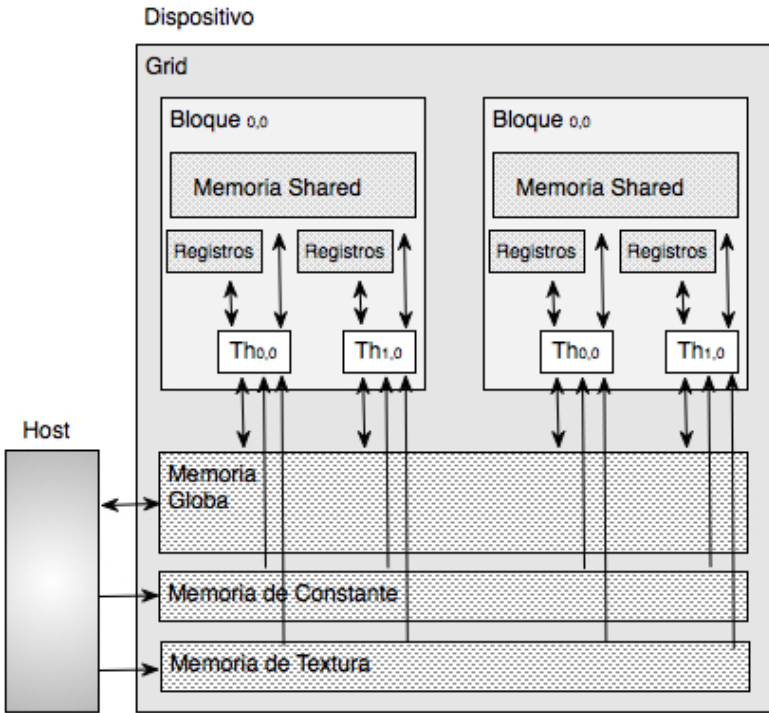 Dispositivo
Grid
Bloque 0,0
Bloque 0,0
Memoria Shared
Memoria Shared
Registros
Registros
Registros
Registros
Th0,0
Th1,0
Th0,0
Th1,0
Host
Memoria
Globa
Memoria de Constante
Memoria de Textura